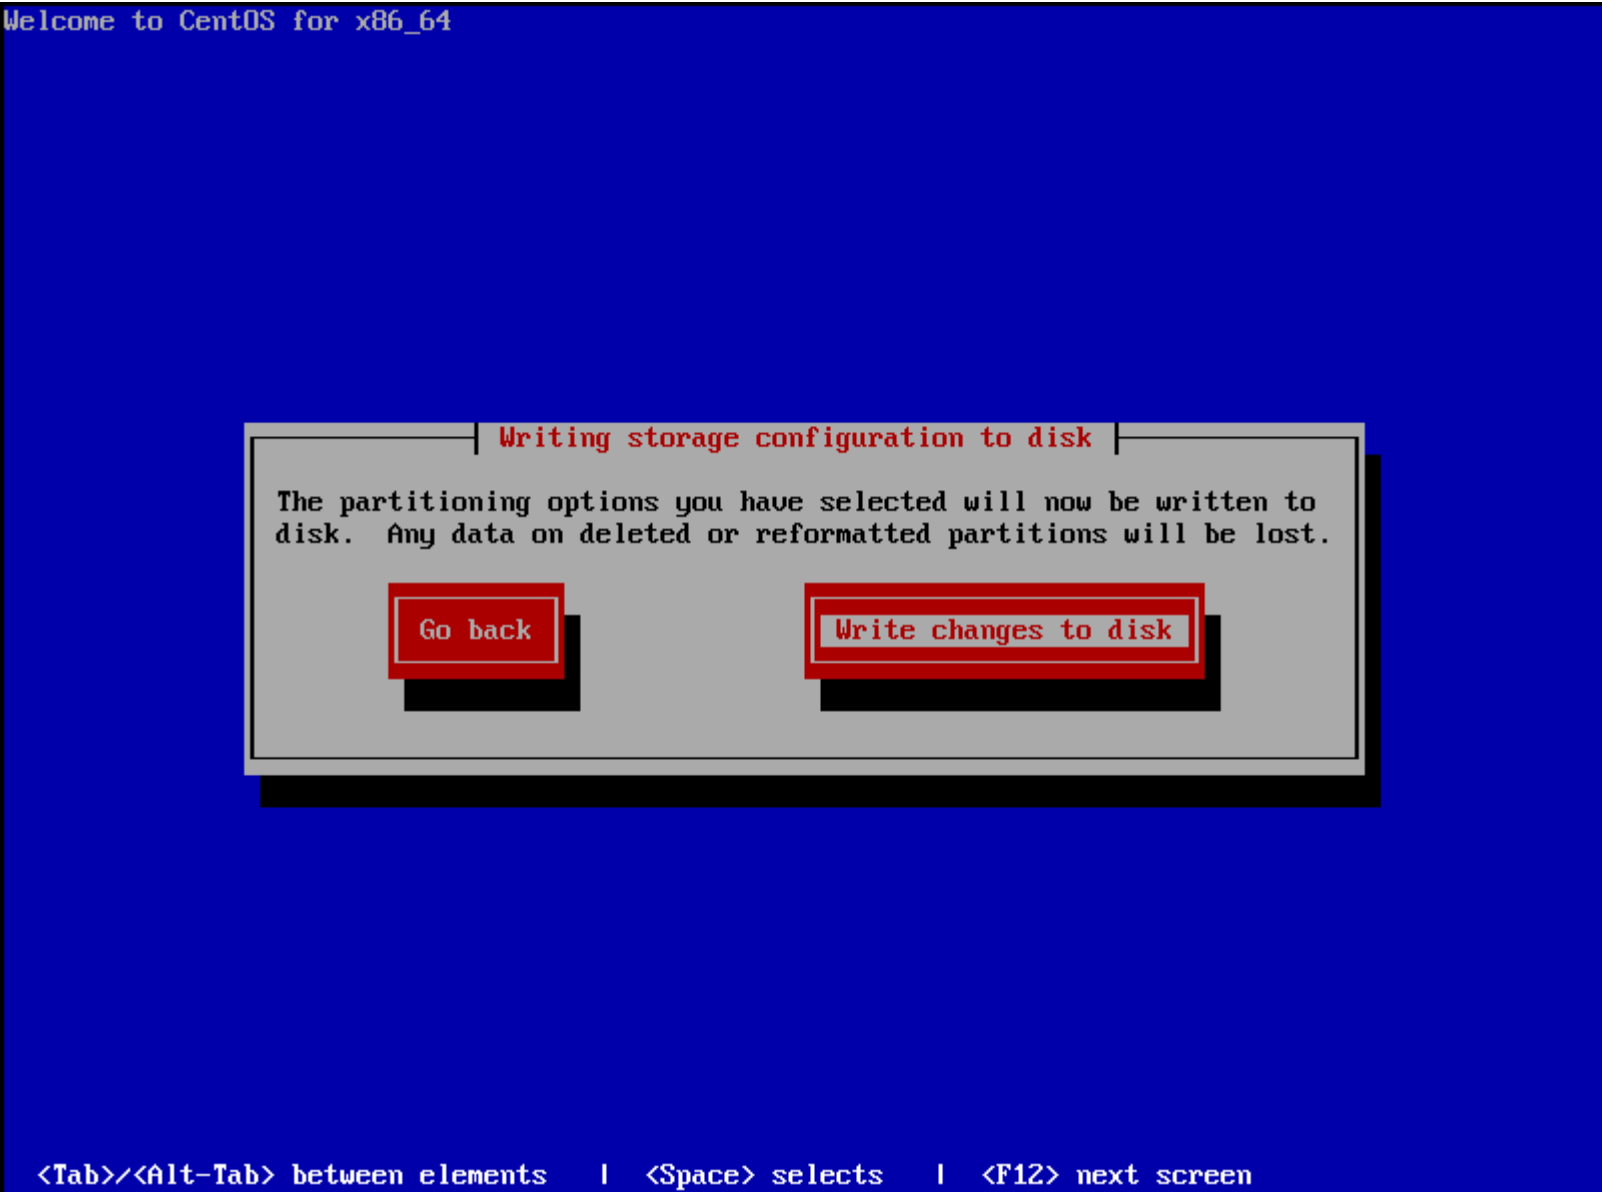 Welcome to CentOS for x86_64
Writing storage configuration to disk
The partitioning options you have selected will now be written to
disk.  Any data on deleted or reformatted partitions will be lost.
Go back
Write changes to disk
<Tab>/<Alt-Tab> between elements   |  <Space> selects   |  <F12> next screen